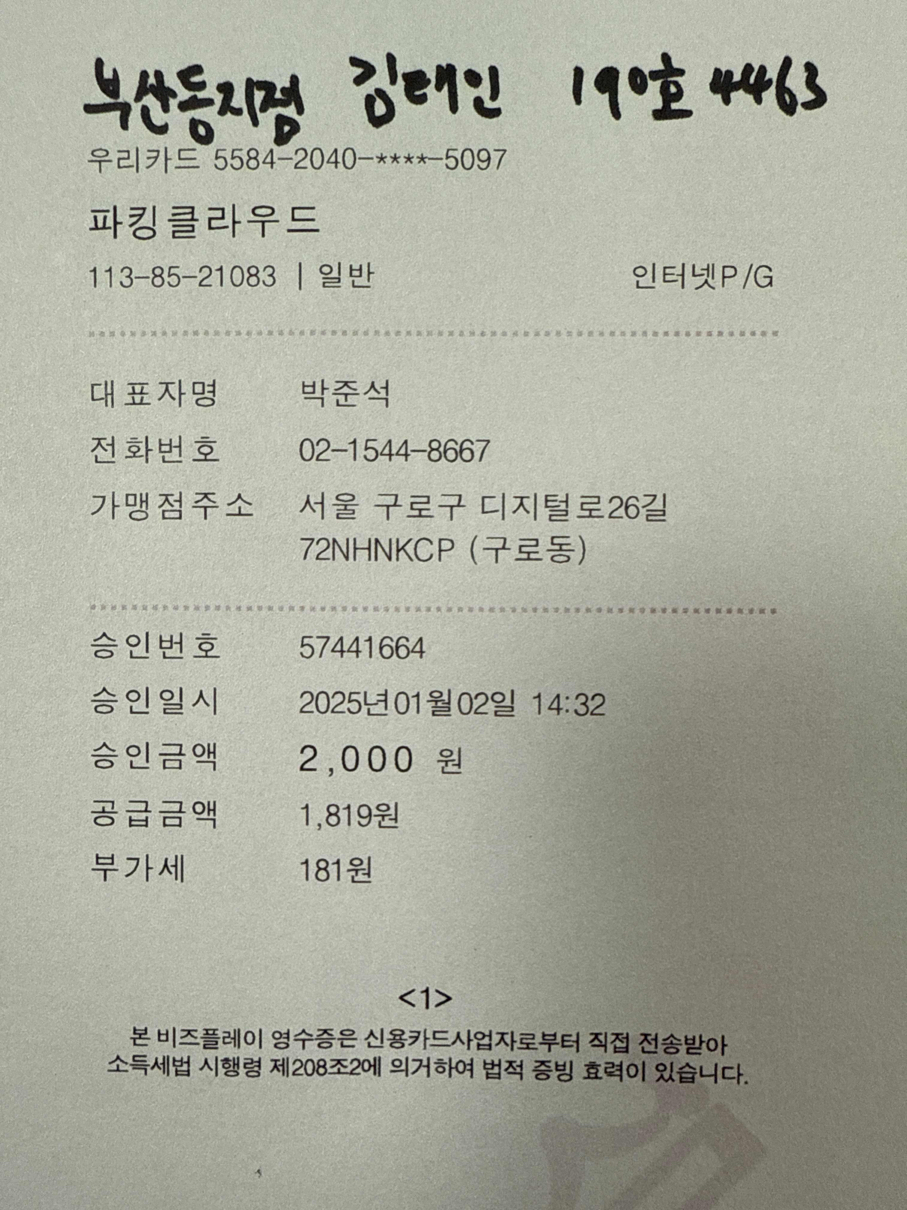 부산동지점 김태인 190호 4463
우리카드 5584-2040-****-5097
파킹클라우드
113-85-21083 | 일반 인터넷P/G
대표자명 박준석
전화번호 02-1544-8667
가맹점주소 서울 구로구 디지털로26길
72NHNKCP (구로동)
승인번호 57441664
승인일시 2025년01월02일 14:32
승인금액 2,000 원
공급금액 1,819원
부가세 181원
<1>
본 비즈플레이 영수증은 신용카드사업자로부터 직접 전송받아
소득세법 시행령 제208조2에 의거하여 법적 증빙 효력이 있습니다.